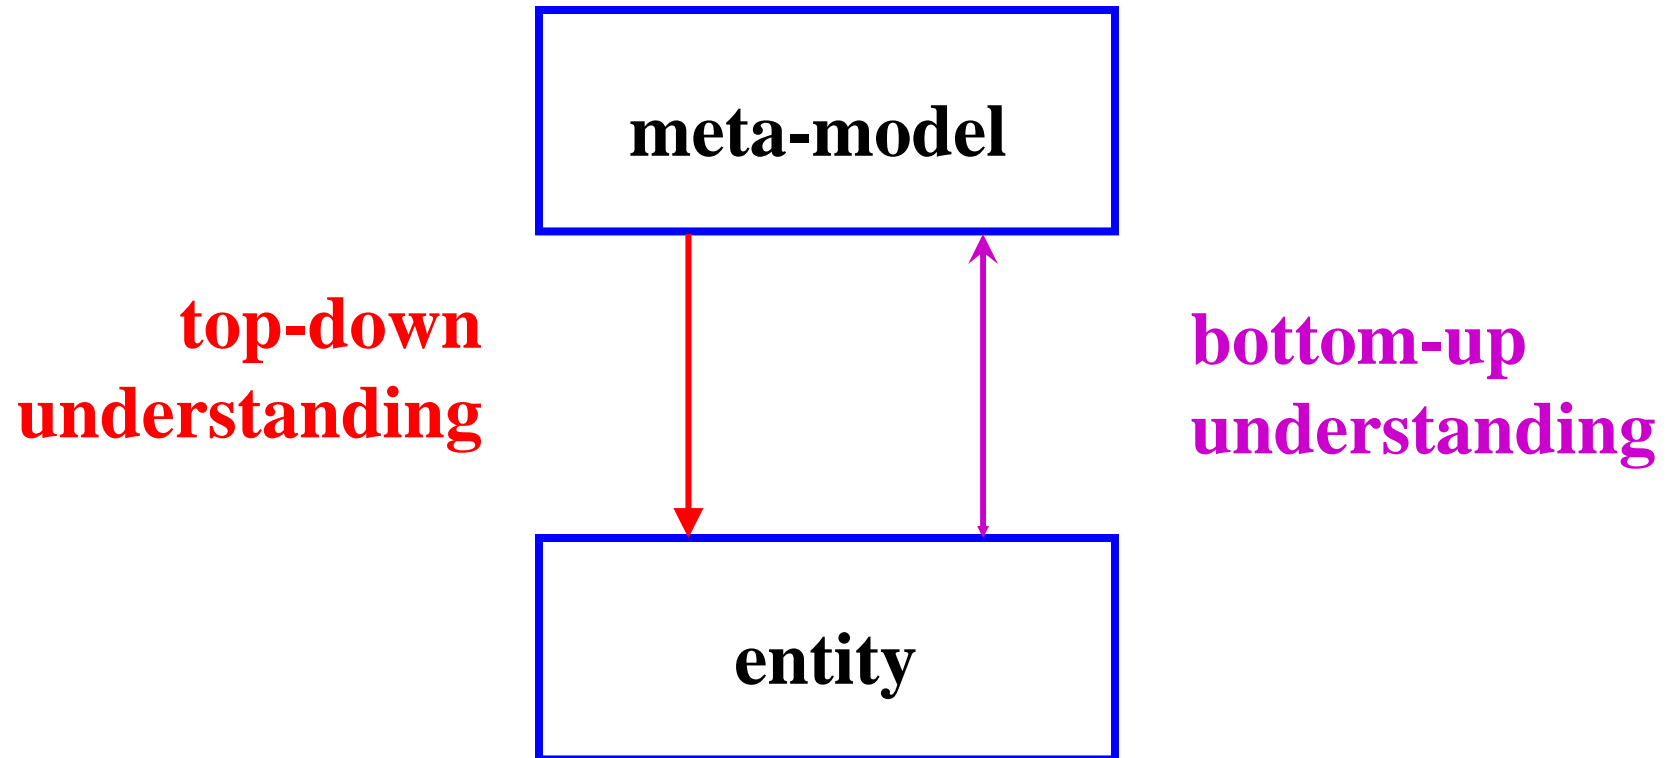 meta-model
top-down
understanding
bottom-up
understanding
entity